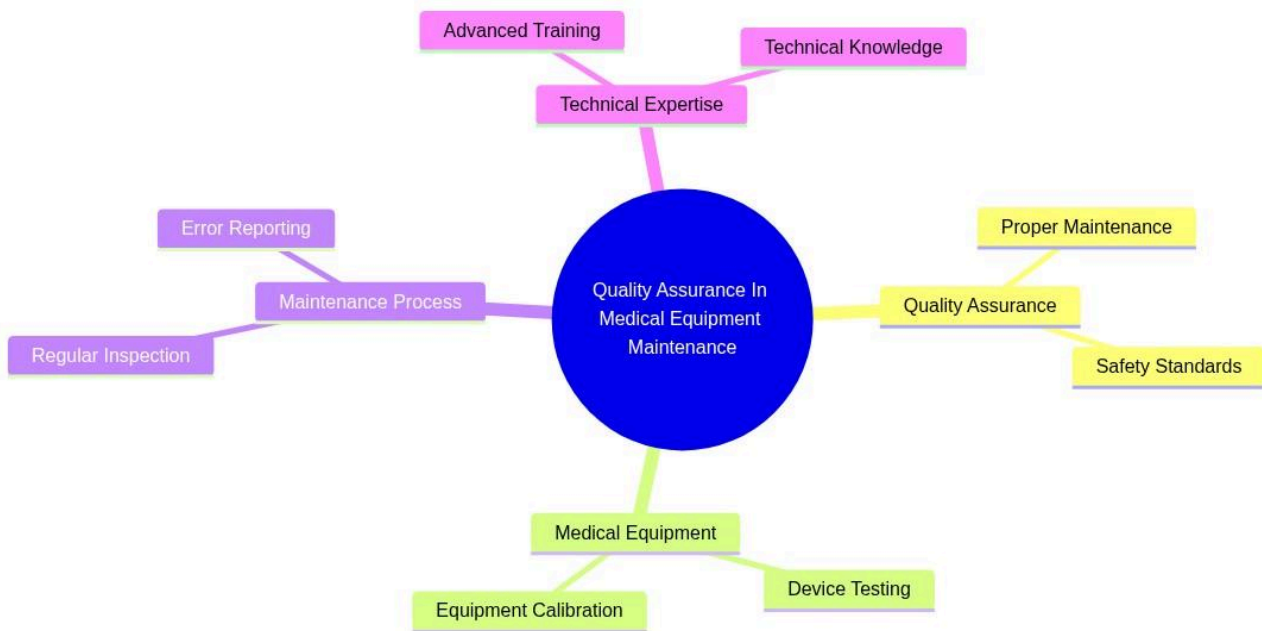 Advanced Training
Technical Knowledge
Technical Expertise
Error Reporting
Proper Maintenance
Maintenance Process
Quality Assurance In
Medical Equipment
Maintenance
Quality Assurance
Regular Inspection
Safety Standards
Medical Equipment
Device Testing
Equipment Calibration